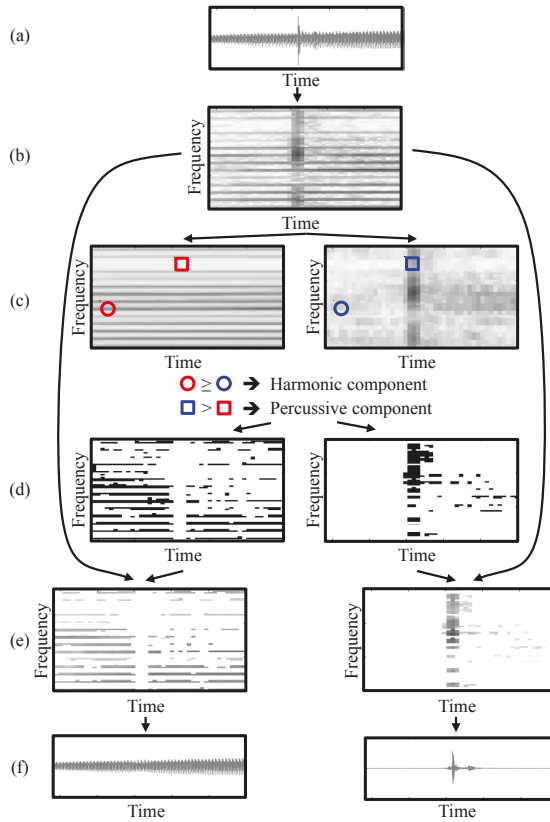 (a)
Time
(b)
Frequency
Time
(c)
Frequency
Frequency
Time
Time
≥ ➔ Harmonic component
> ➔ Percussive component
(d)
Frequency
Frequency
Time
Time
(e)
Frequency
Frequency
Time
Time
(f)
Time
Time